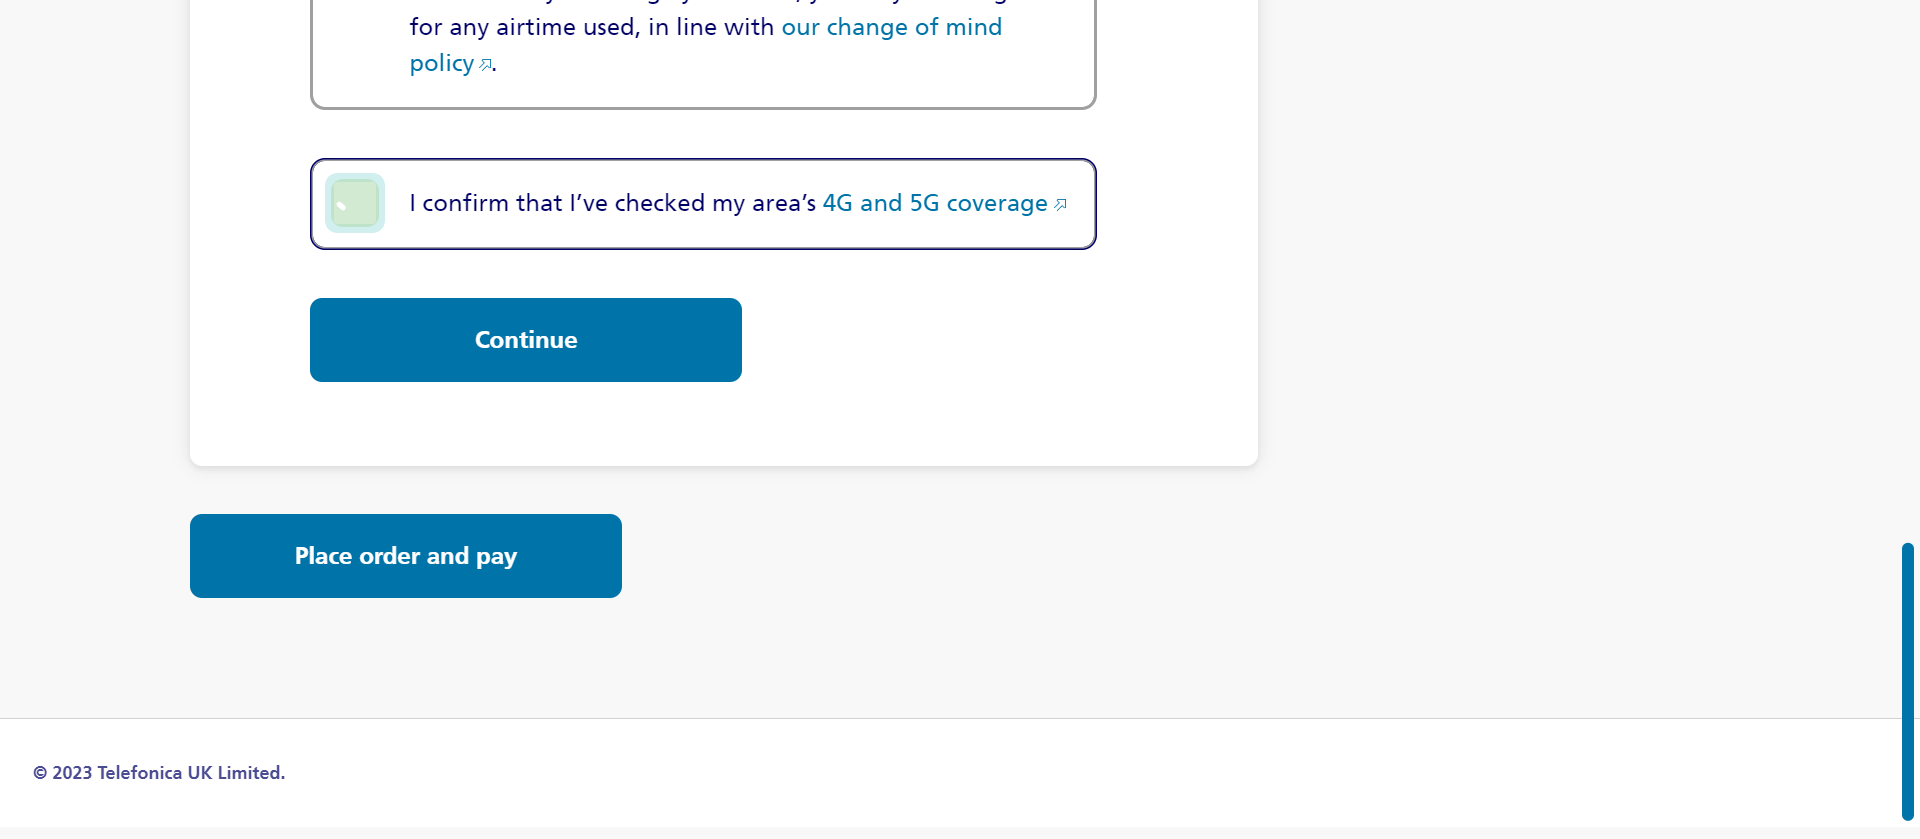 for any airtime used, in line with our change of mind
policy.
I confirm that I’ve checked my area’s 4G and 5G coverage
Continue
Place order and pay
© 2023 Telefonica UK Limited.